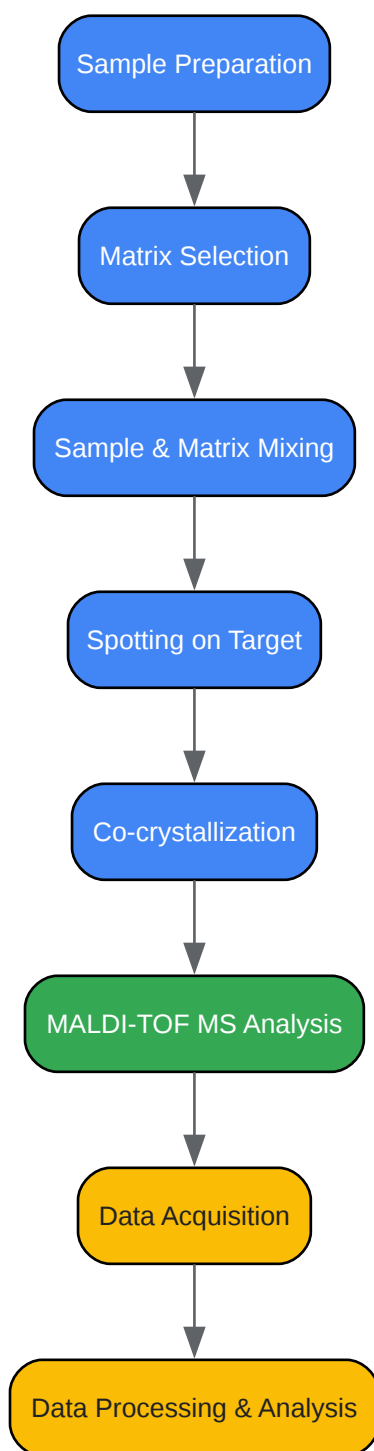 Sample Preparation
Matrix Selection
Sample & Matrix Mixing
Spotting on Target
Co-crystallization
MALDI-TOF MS Analysis
Data Acquisition
Data Processing & Analysis